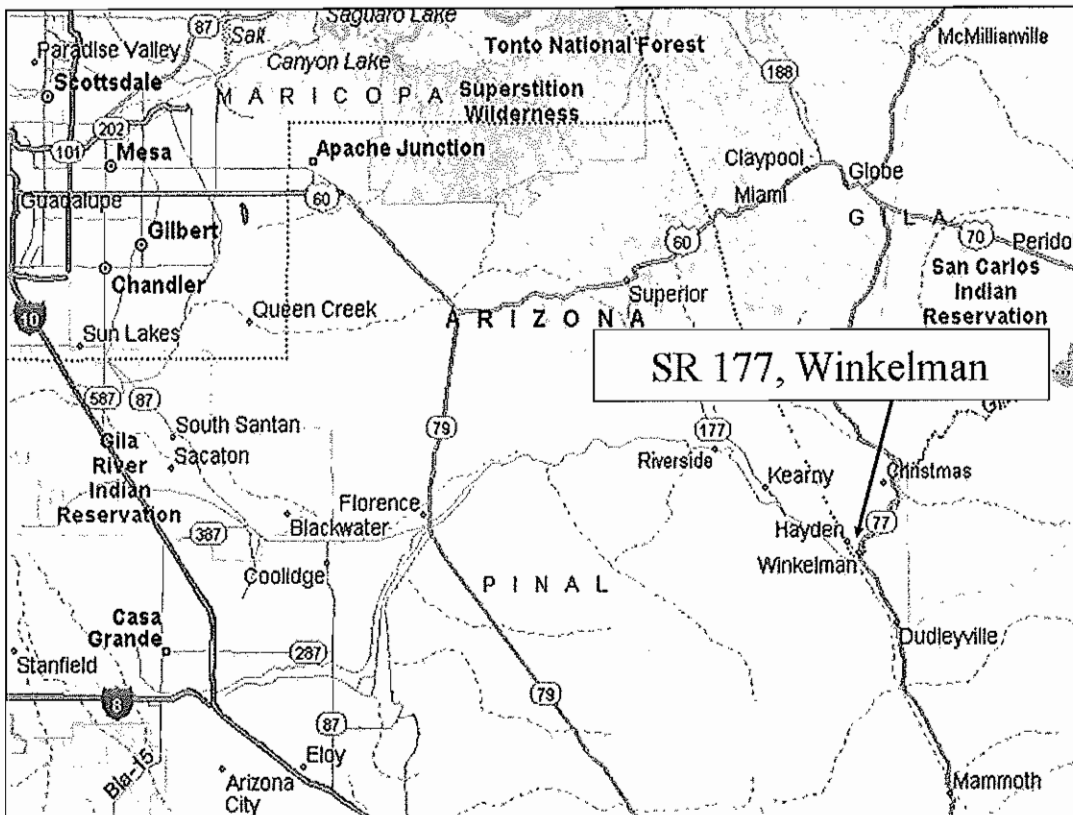 87
Saguaro Lake
McMillianville
Paradise Valley
Salt
Tonto National Forest
Canyon Lake
Scottsdale
188
MARICOPA
Superstition
Wilderness
202
101
Mesa
Apache Junction
Claypool
Globe
Guadalupe
60
Miami
GILA
Gilbert
60
70
Perido
Chandler
Superior
San Carlos
Indian
Reservation
10
Queen Creek
ARIZONA
Sun Lakes
SR 177, Winkelman
587
87
79
177
South Santan
Gila
River
Indian
Reservation
Sacaton
Riverside
Kearny
Christmas
Florence
Blackwater
387
Hayden
77
Winkelman
Coolidge
PINAL
Casa
Grande
Dudleyville
287
Stanfield
8
79
87
Eloy
Bla-15
Arizona
City
Mammoth